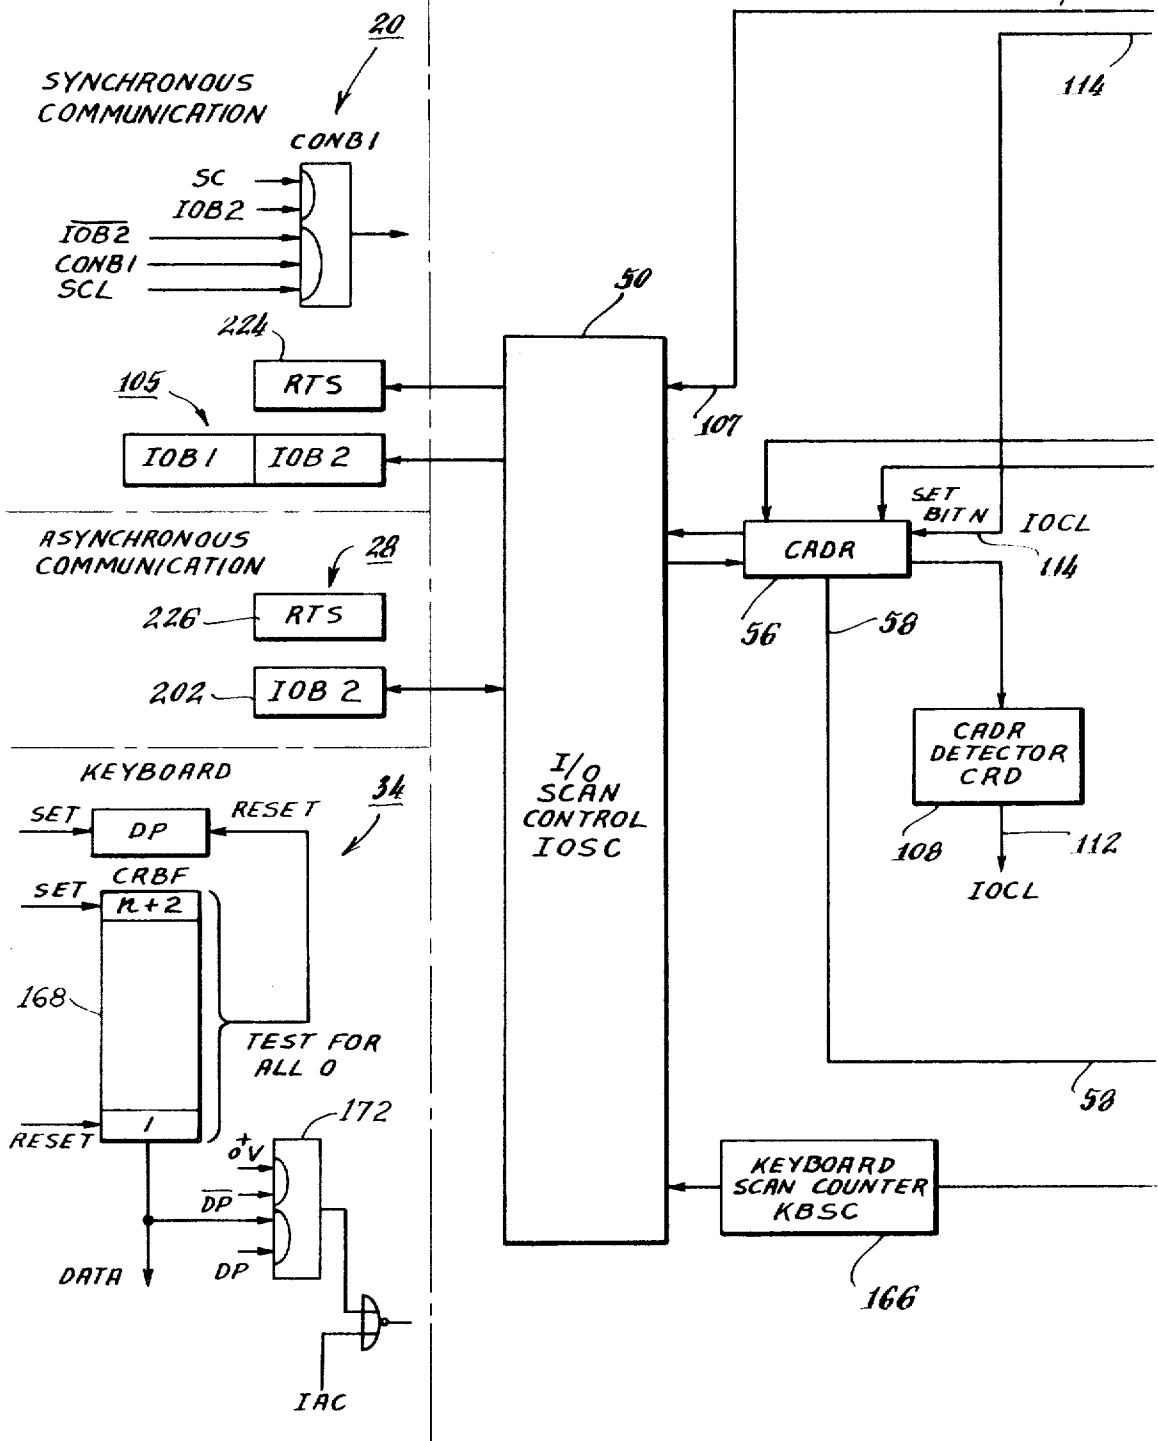 20
114
SYNCHRONOUS
COMMUNICATION
CONB1
SC
IOB2
IOB2
CONB1
SCL
50
224
RTS
107
105
IOB1 IOB2
SET
BIT N
IOCL
114
CADR
56
58
ASYNCHRONOUS
COMMUNICATION
28
226
RTS
202
IOB 2
CADR
DETECTOR
CRD
108
112
IOCL
I/O
SCAN
CONTROL
IOSC
KEYBOARD
34
SET
DP
RESET
CRBF
SET
n+2
168
TEST FOR
ALL 0
1
RESET
58
172
+
0V
DP
DP
DATA
KEYBOARD
SCAN COUNTER
KBSC
166
IAC